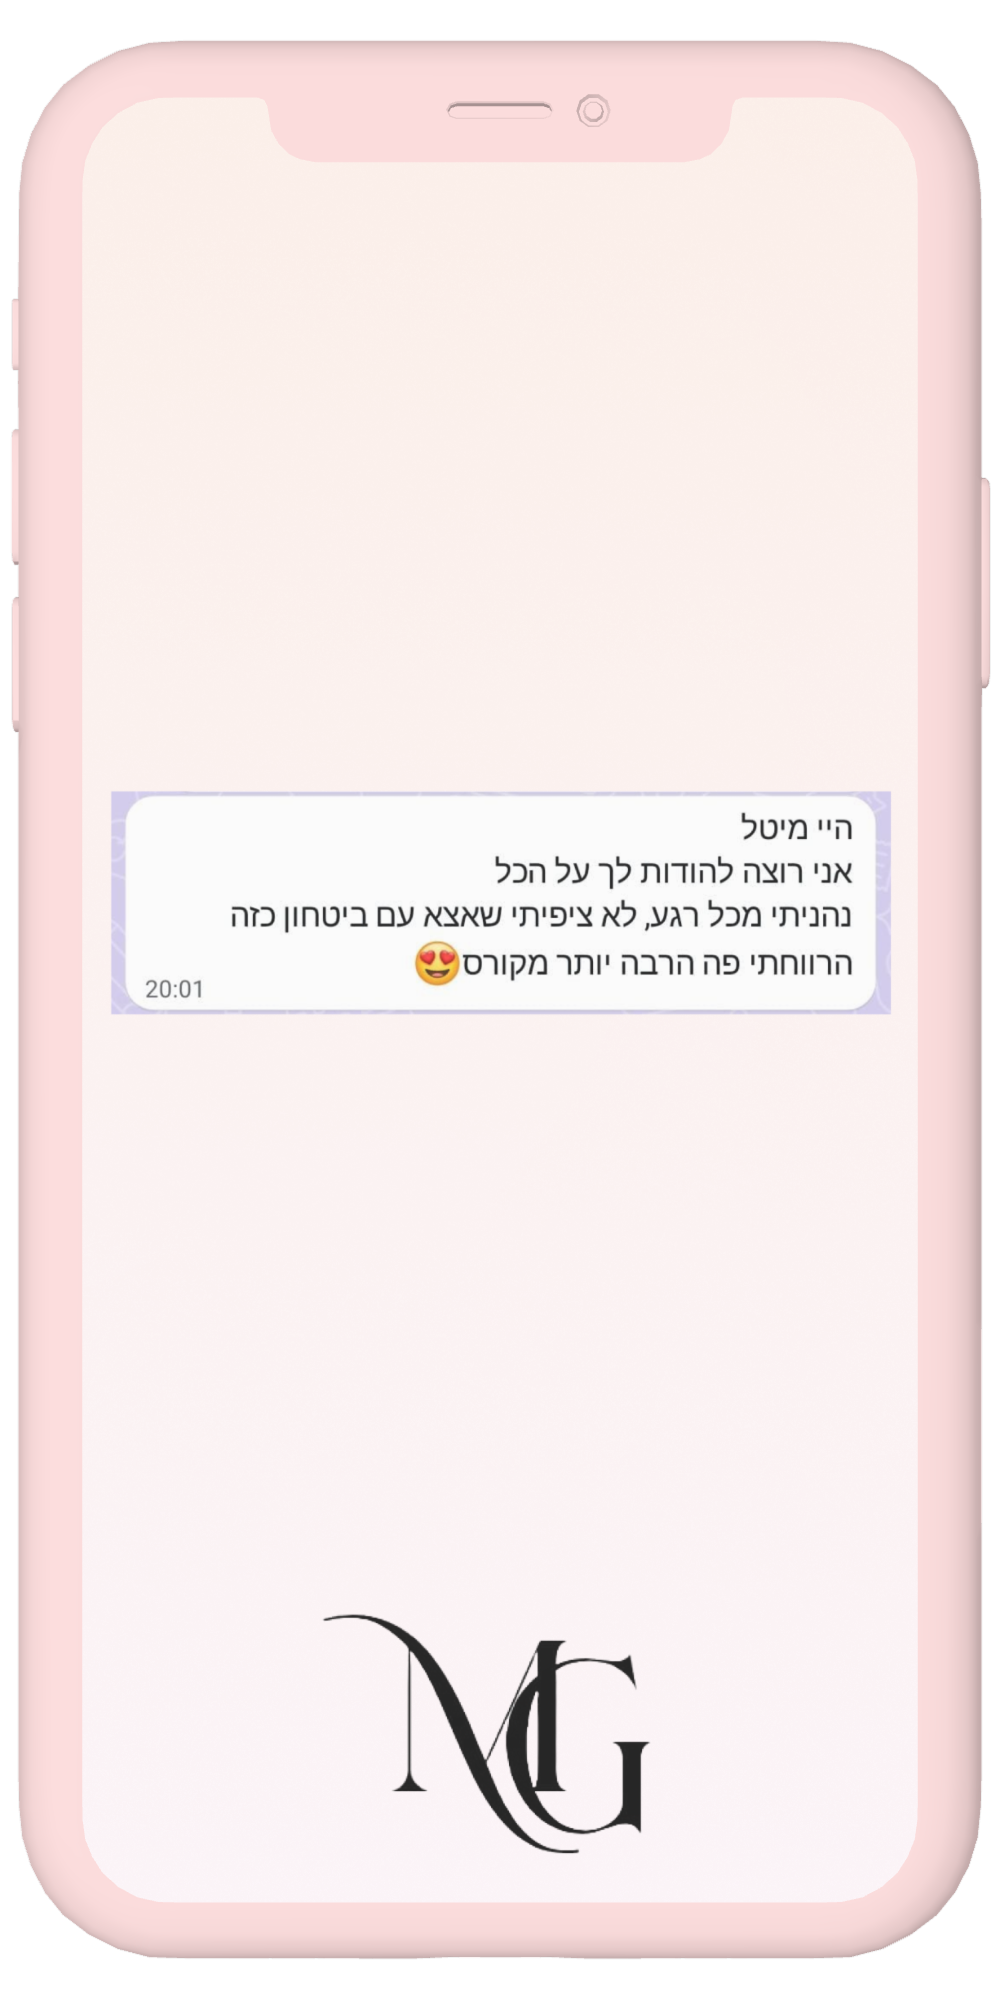 היי מיטל
אני רוצה להודות לך על הכל
נהניתי מכל רגע, לא ציפיתי שאצא עם ביטחון כזה
הרווחתי פה הרבה יותר מקורס😍
20:01
MG